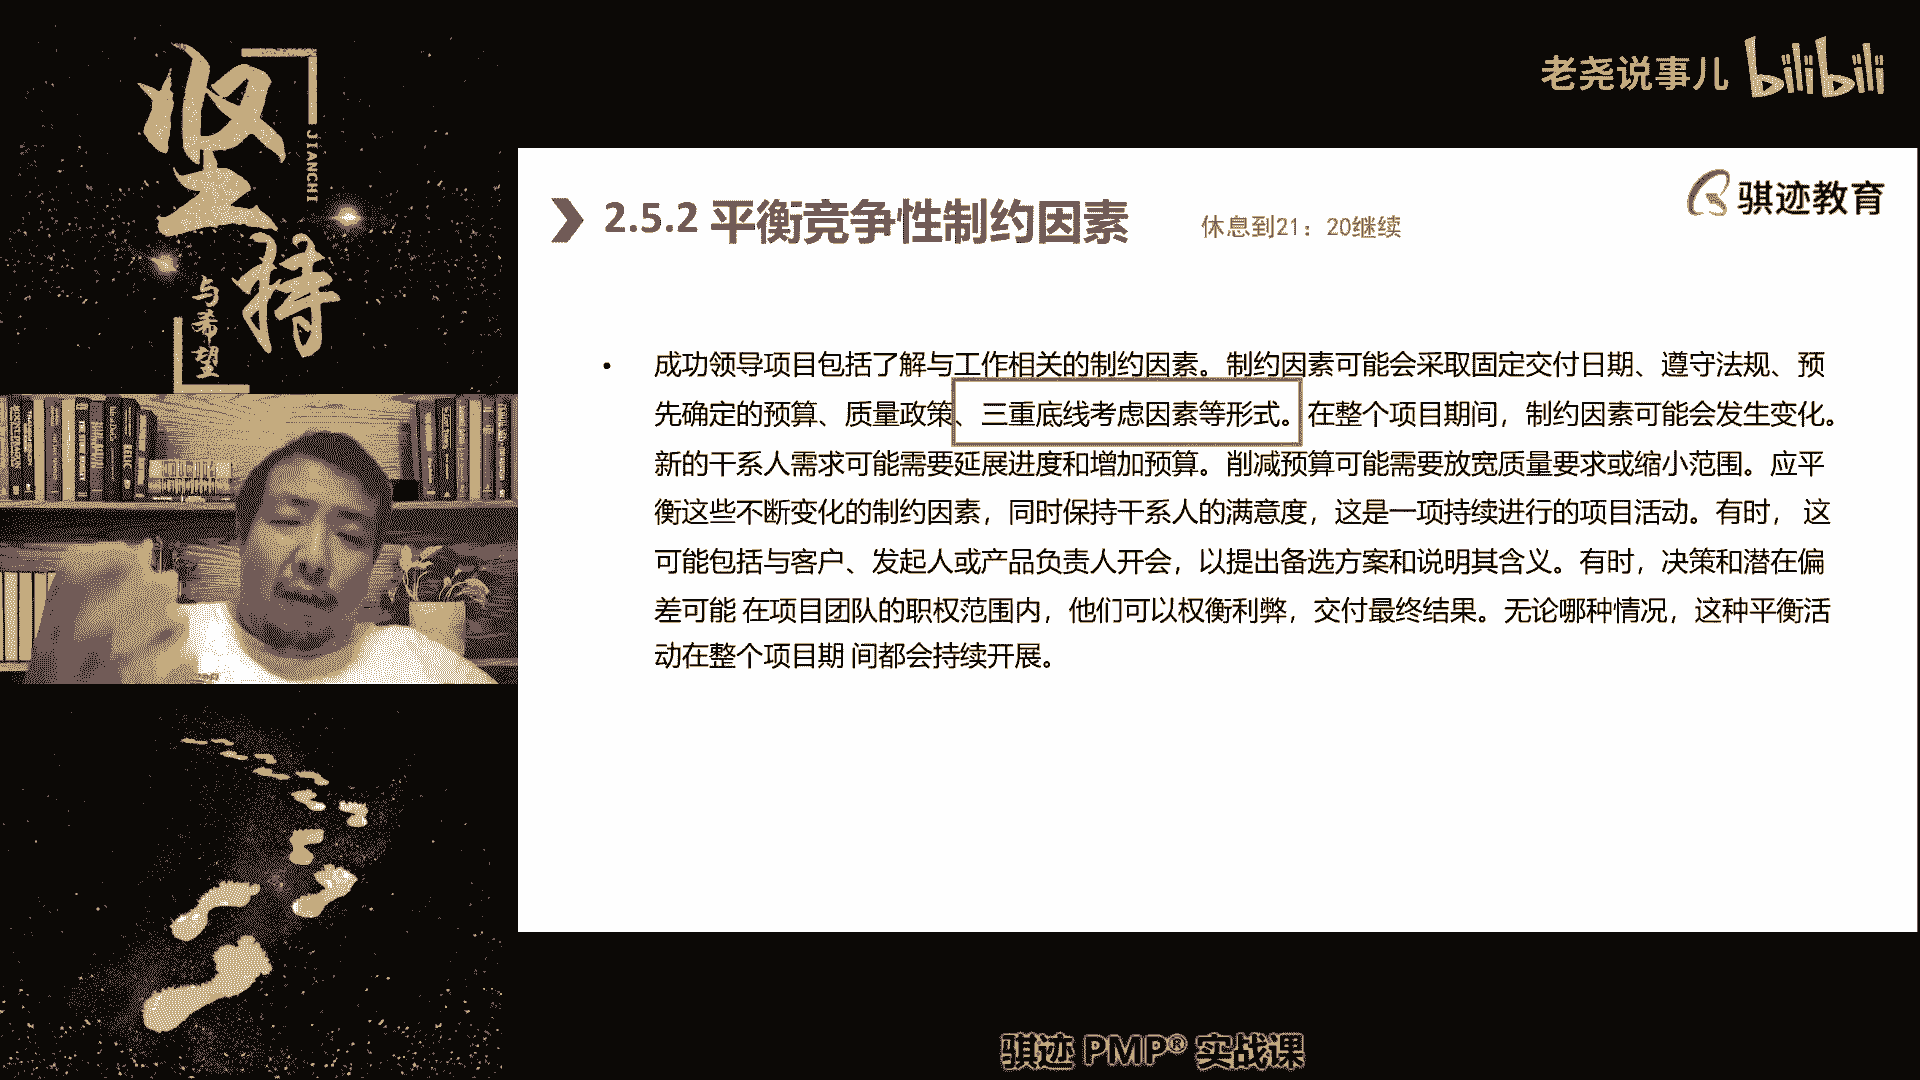 坚持
JIANCHI
与希望
老尧说事儿 bilibili
骐迹教育
2.5.2 平衡竞争性制约因素
休息到21：20继续
• 成功领导项目包括了解与工作相关的制约因素。制约因素可能会采取固定交付日期、遵守法规、预
先确定的预算、质量政策、三重底线考虑因素等形式。在整个项目期间，制约因素可能会发生变化。
新的干系人需求可能需要延展进度和增加预算。削减预算可能需要放宽质量要求或缩小范围。应平
衡这些不断变化的制约因素，同时保持干系人的满意度，这是一项持续进行的项目活动。有时， 这
可能包括与客户、发起人或产品负责人开会，以提出备选方案和说明其含义。有时，决策和潜在偏
差可能 在项目团队的职权范围内，他们可以权衡利弊，交付最终结果。无论哪种情况，这种平衡活
动在整个项目期 间都会持续开展。
骐迹 PMP® 实战课